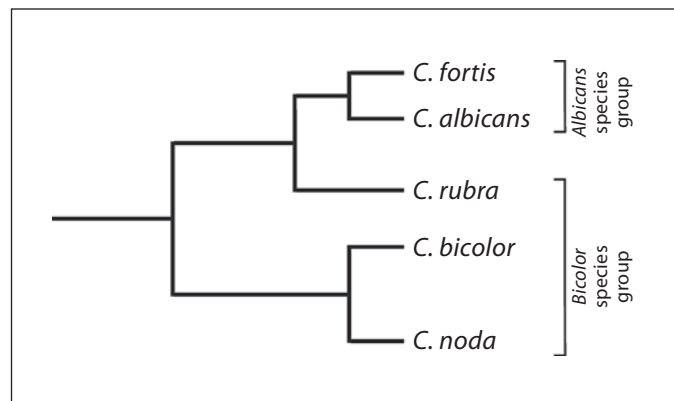 C. fortis
C. albicans
Albicans
species
group
C. rubra
C. bicolor
C. noda
Bicolor
species
group